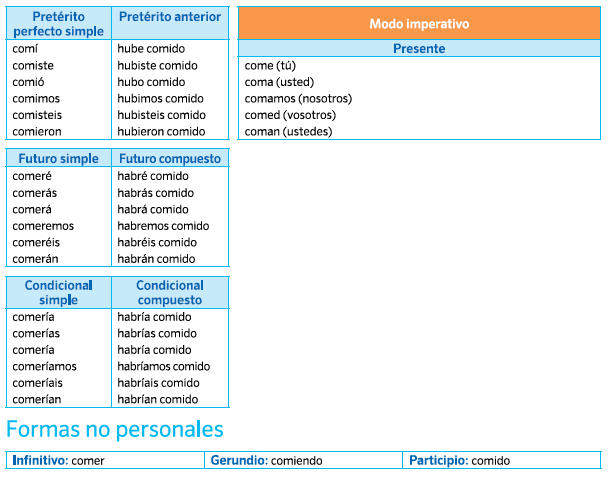 Pretérito perfecto simple Pretérito anterior
comí hube comido
comiste hubiste comido
comió hubo comido
comimos hubimos comido
comisteis hubisteis comido
comieron hubieron comido
Modo imperativo
Presente
come (tú)
coma (usted)
comamos (nosotros)
comed (vosotros)
coman (ustedes)
Futuro simple Futuro compuesto
comeré habré comido
comerás habrás comido
comerá habrá comido
comeremos habremos comido
comeréis habréis comido
comerán habrán comido
Condicional simple Condicional compuesto
comería habría comido
comerías habrías comido
comería habría comido
comeríamos habríamos comido
comeríais habríais comido
comerían habrían comido
Formas no personales
Infinitivo: comer Gerundio: comiendo Participio: comido